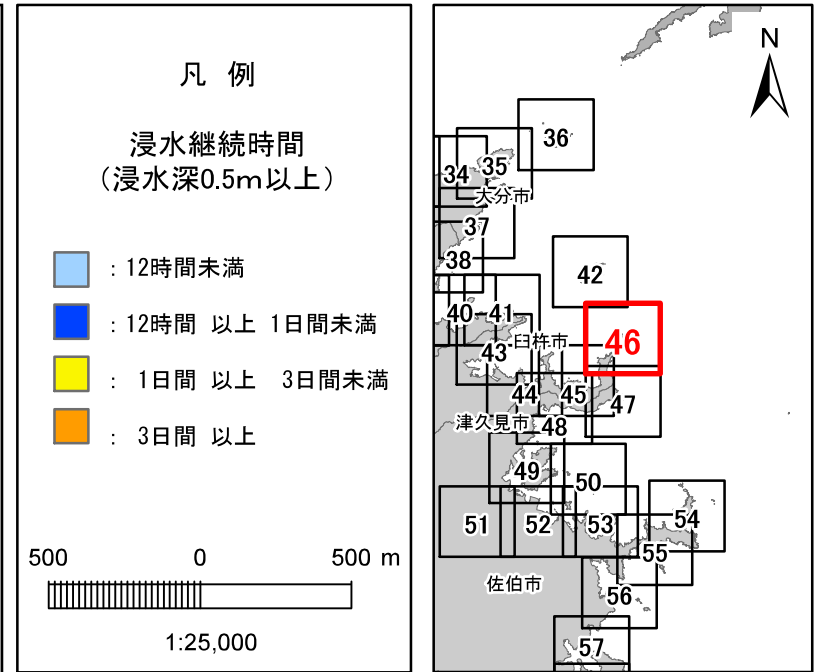 凡 例
浸水継続時間
(浸水深0.5m以上)
: 12時間未満
: 12時間 以上 1日間未満
: 1日間 以上 3日間未満
: 3日間 以上
500 0 500 m
1:25,000
N
36
35
34
大分市
37
38
42
40 41
46
臼杵市
43
44 45
47
津久見市
48
49
50
51 52 53
54
55
佐伯市
56
57